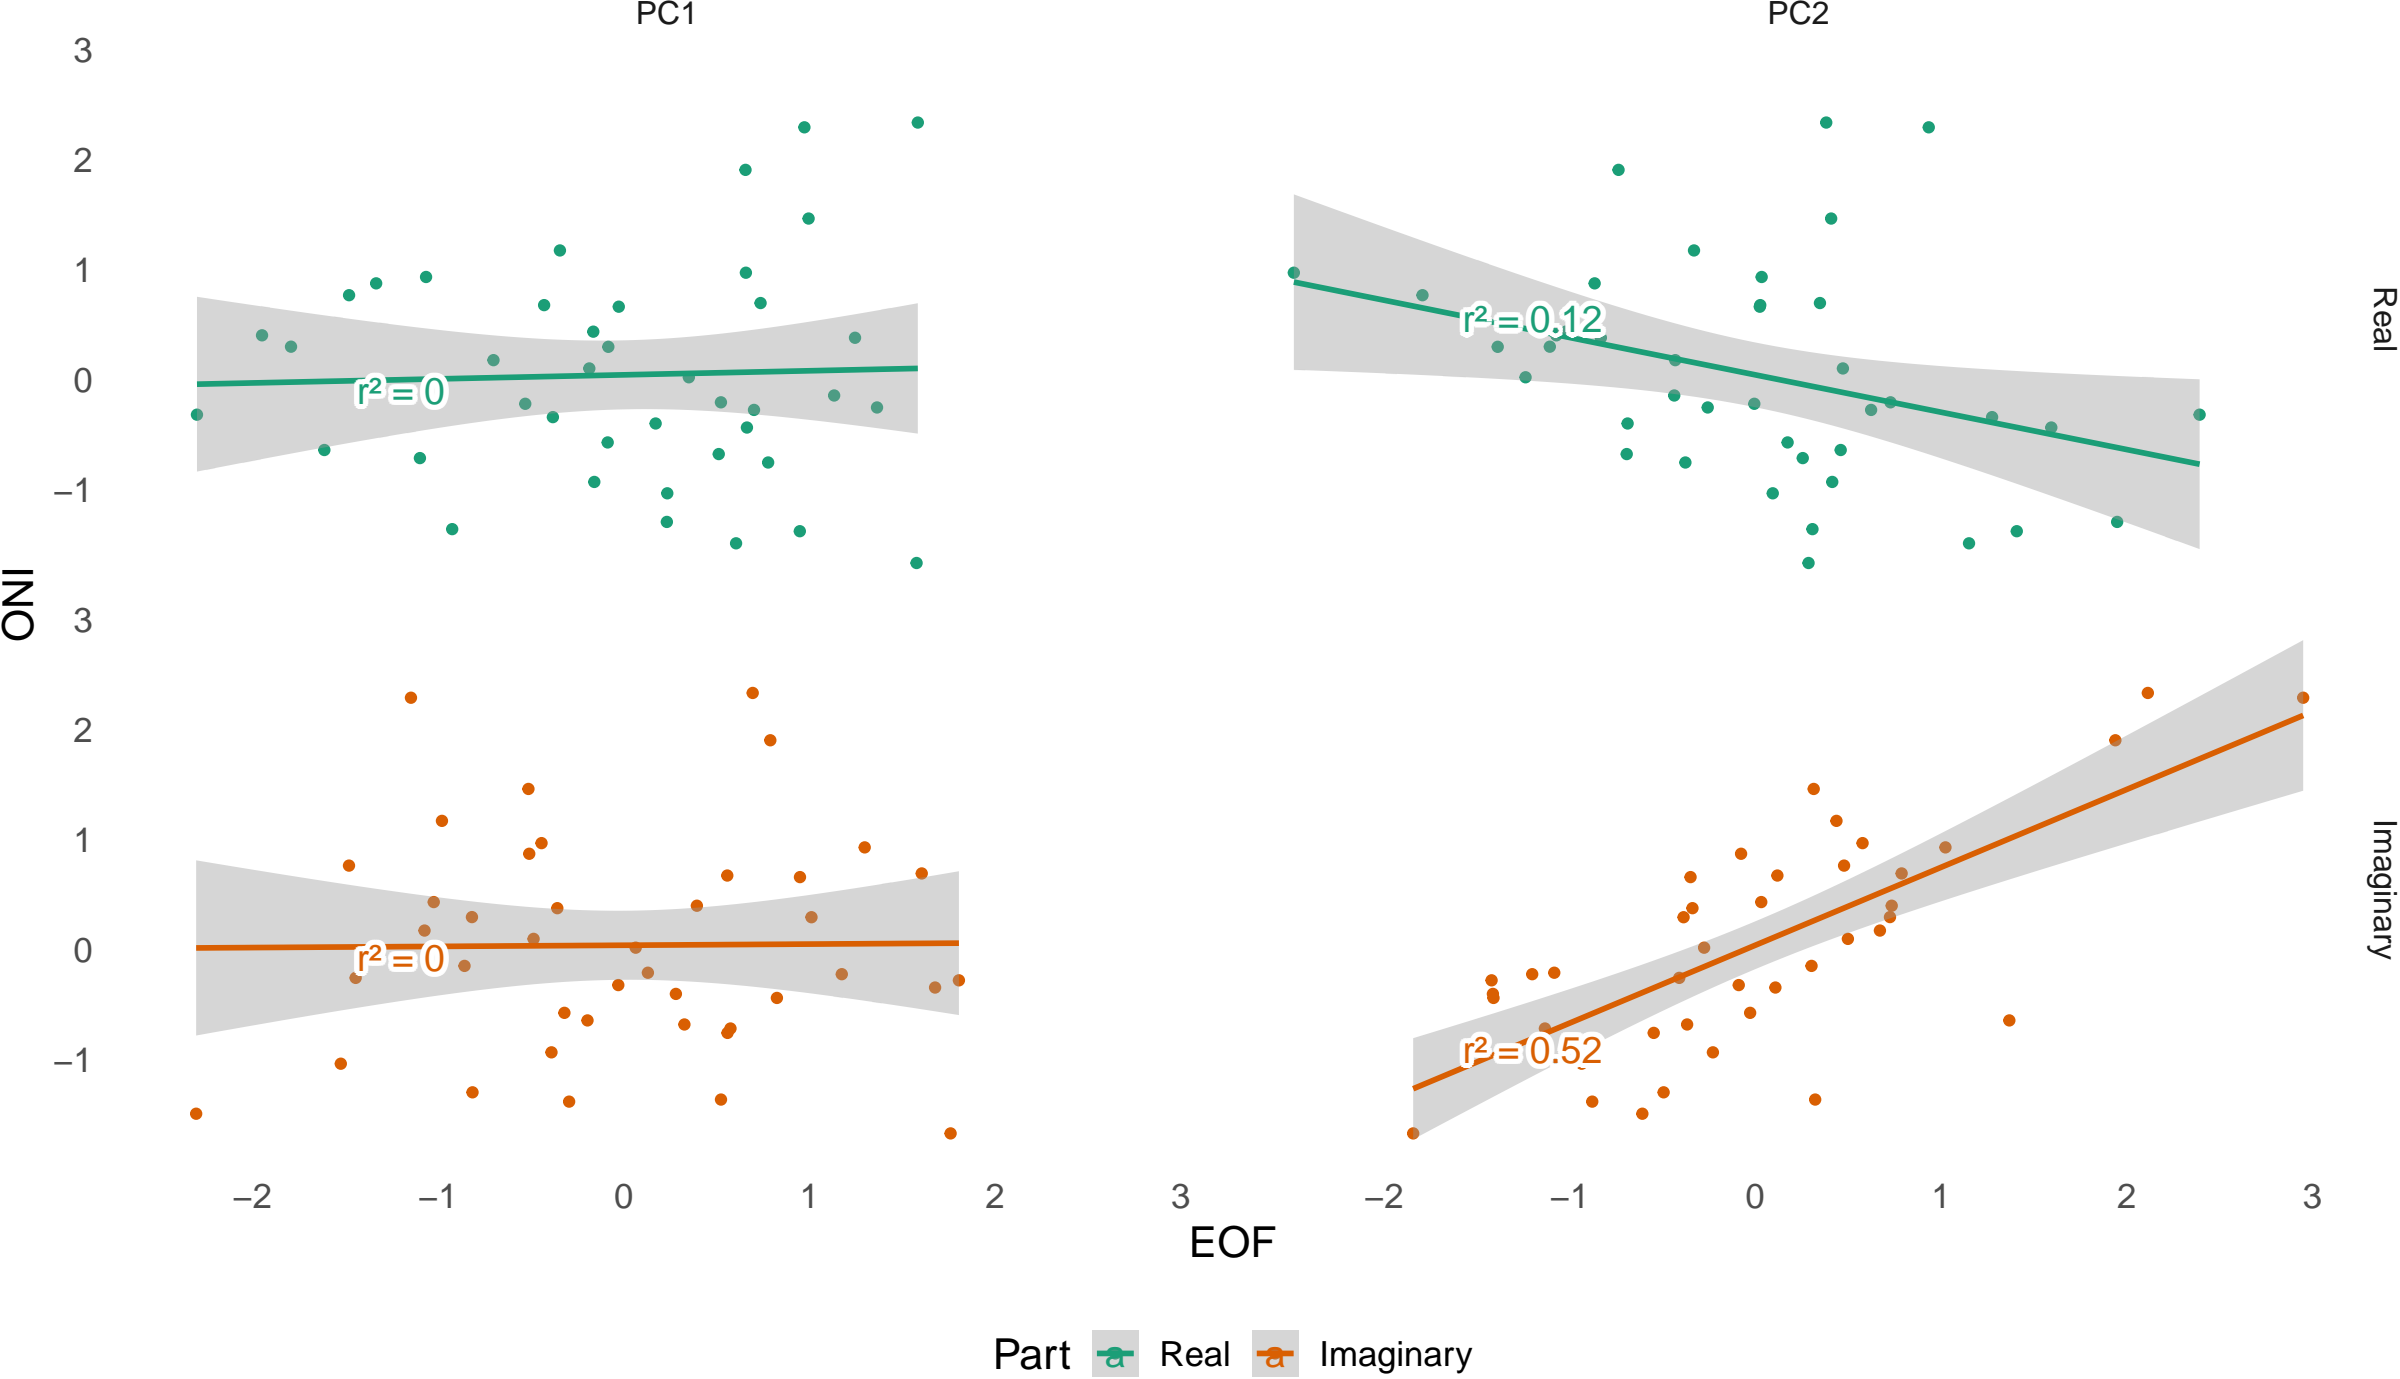 PC1 PC2
3
2
1
0
−1
r² = 0
r² = 0.12
Real
ONI
3
2
1
0
−1
r² = 0
r² = 0.52
Imaginary
−2 −1 0 1 2 3 −2 −1 0 1 2 3
EOF
Part a Real a Imaginary